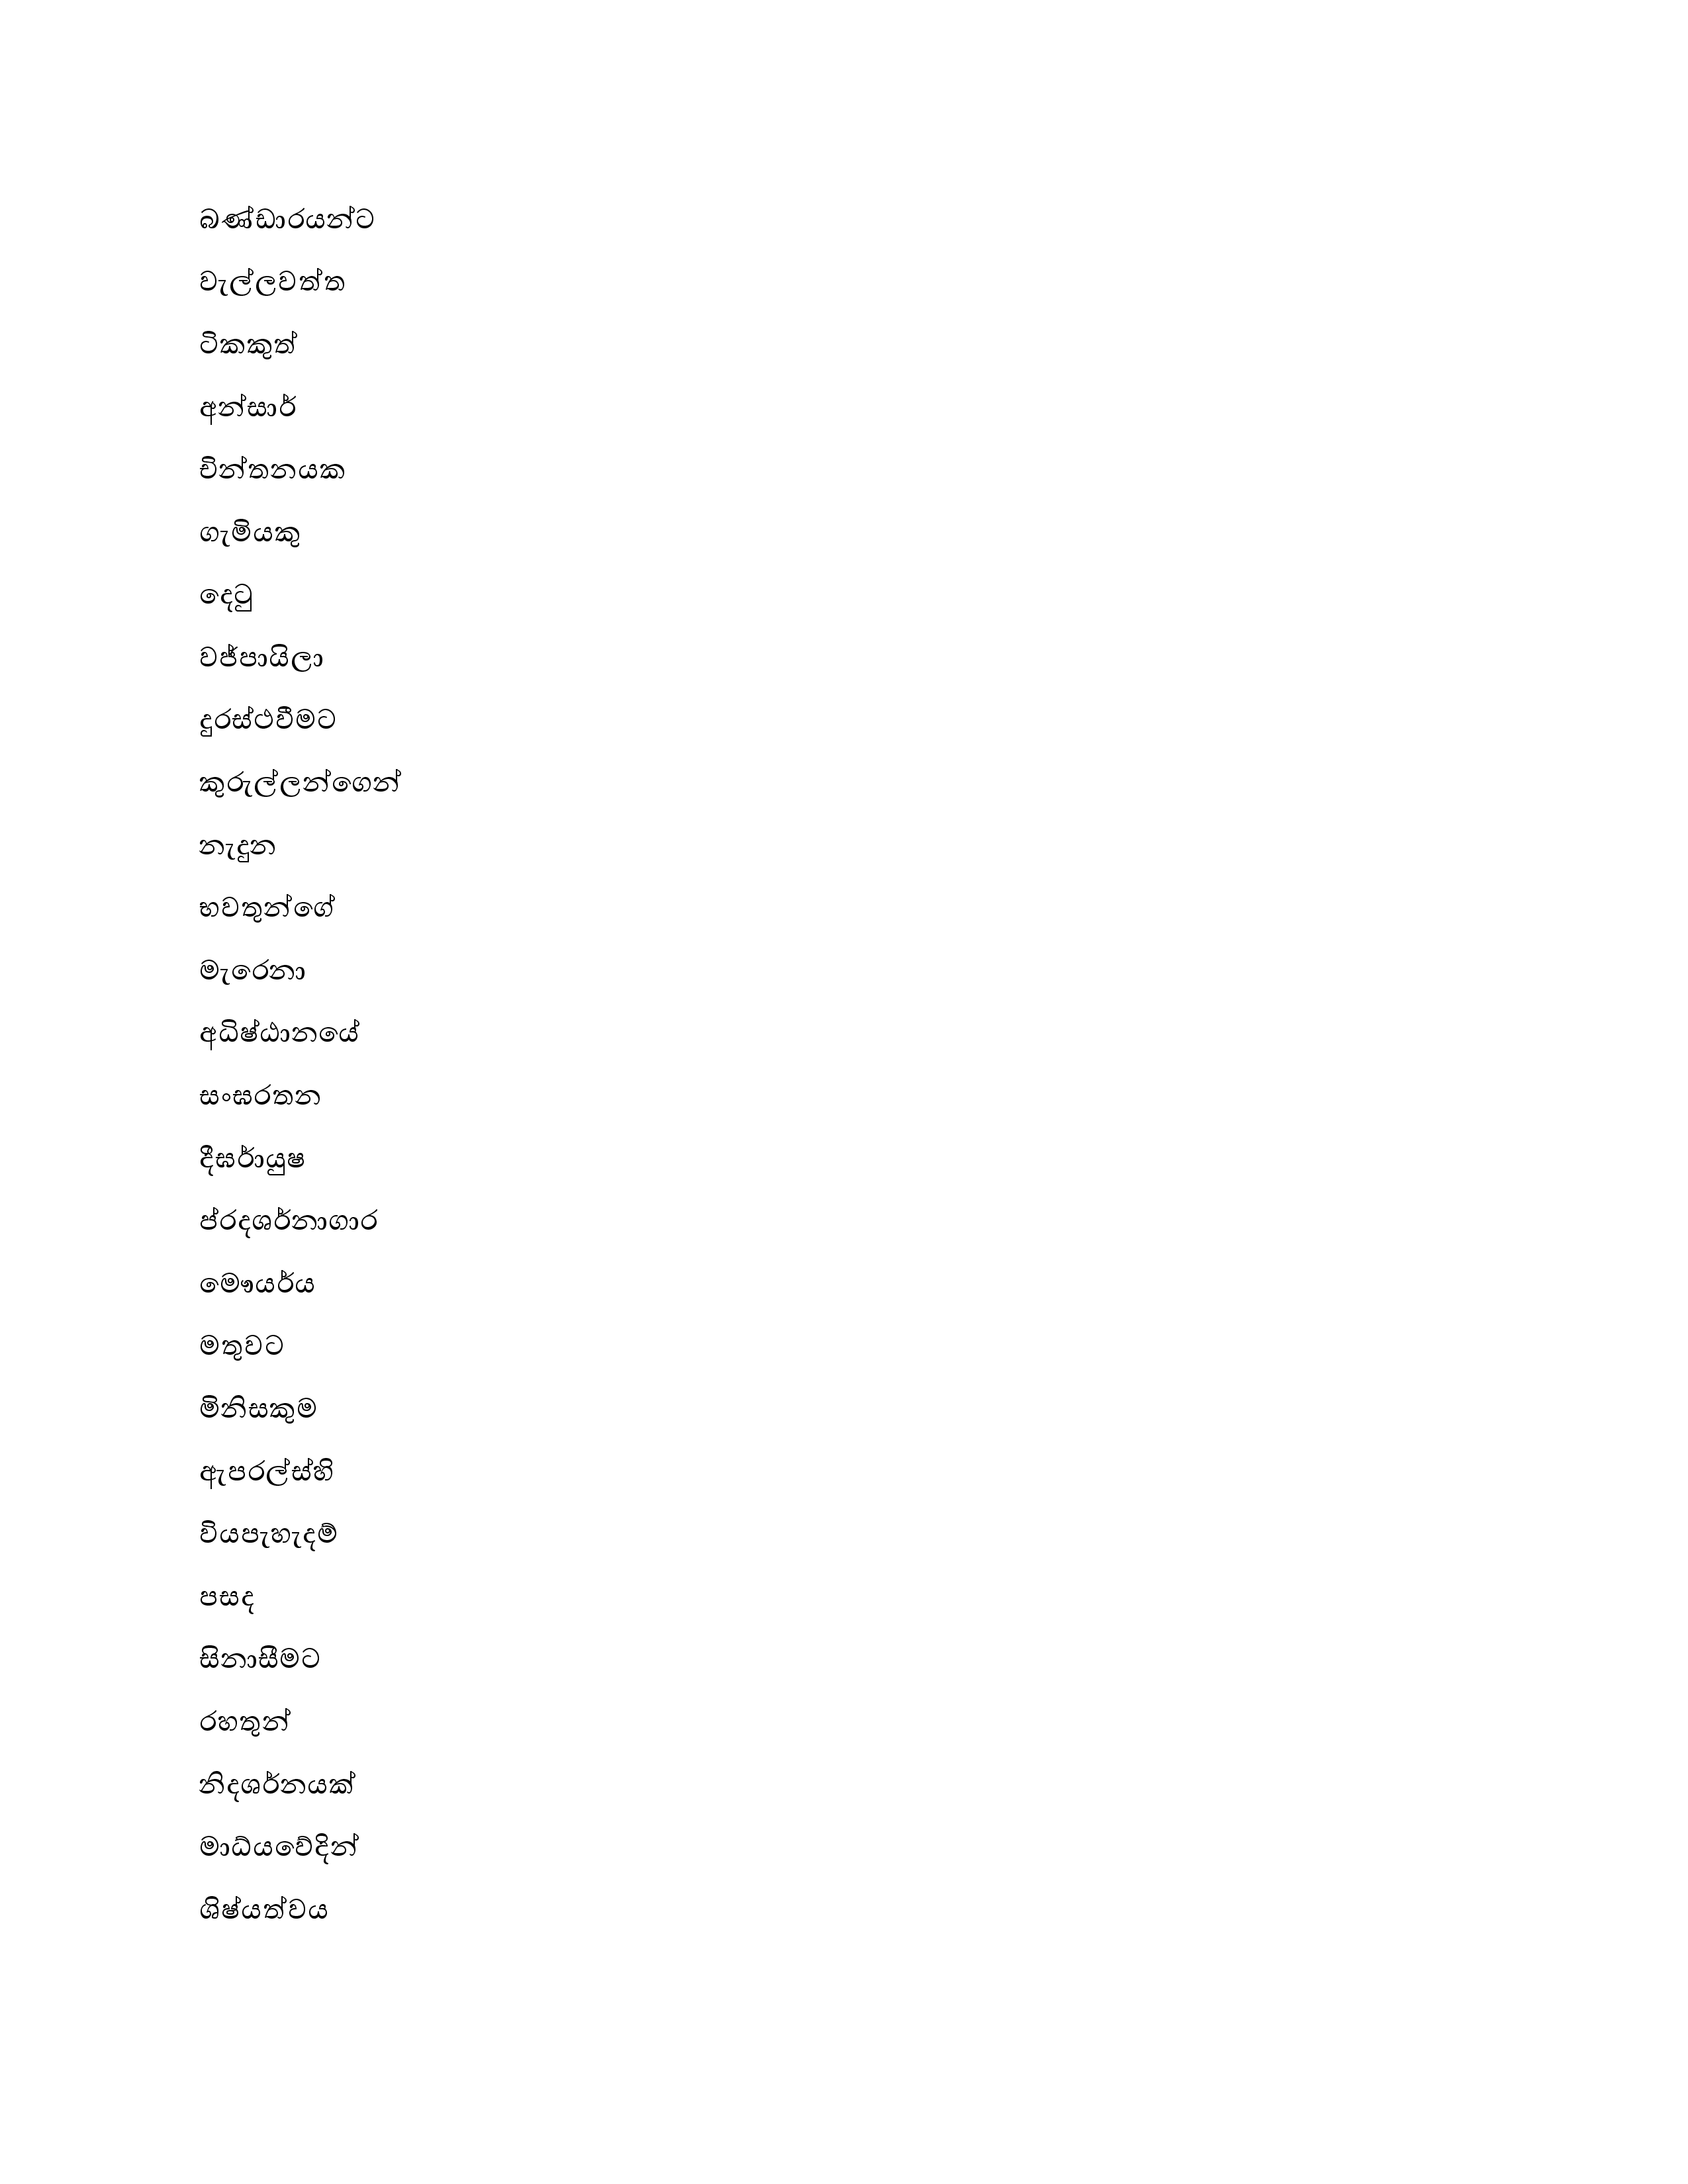 බණ්ඩාරයන්ට
වැල්ලවත්ත
ටිකකුත්
අන්සාර්
චින්තනයක
ගැමියකු
දෙටු
වජ්පායිලා
දුරස්ථවීමට
කුරුල්ලන්ගෙන්
නැදුන
භවතුන්ගේ
මැරෙනා
අධිෂ්ඨානයේ
සංඝරතන
දීඝර්ායුෂ
ප්රදශර්නාගාර
මෞයර්ය
මතුවට
මිනිසකුම
ඇපරල්ස්හි
වියපැහැදම්
පසද
සිනාසීමට
රහතුන්
නිදශර්නයක්
මාධ්යවේදින්
ශිෂ්යත්වය